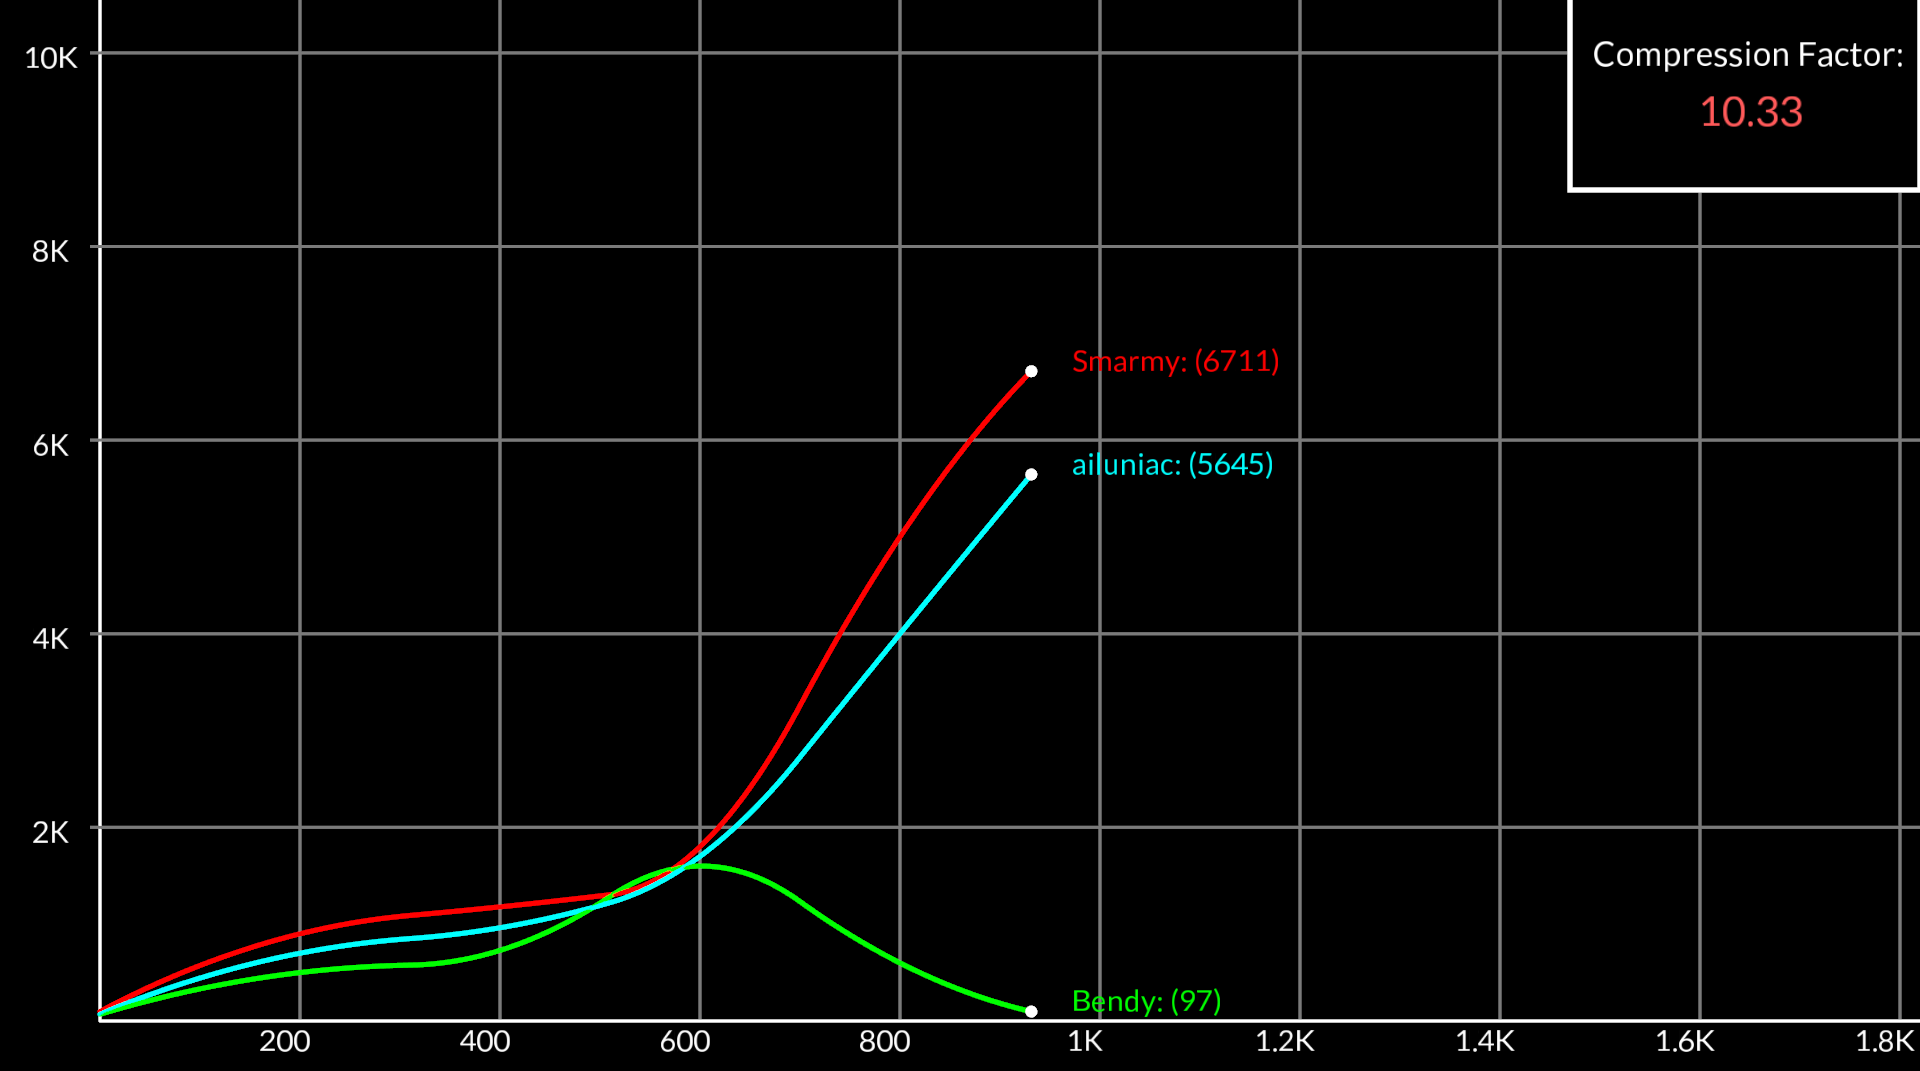 10K
Compression Factor:
10.33
8K
Smarmy: (6711)
6K
ailuniac: (5645)
4K
2K
Bendy: (97)
200 400 600 800 1K 1.2K 1.4K 1.6K 1.8K